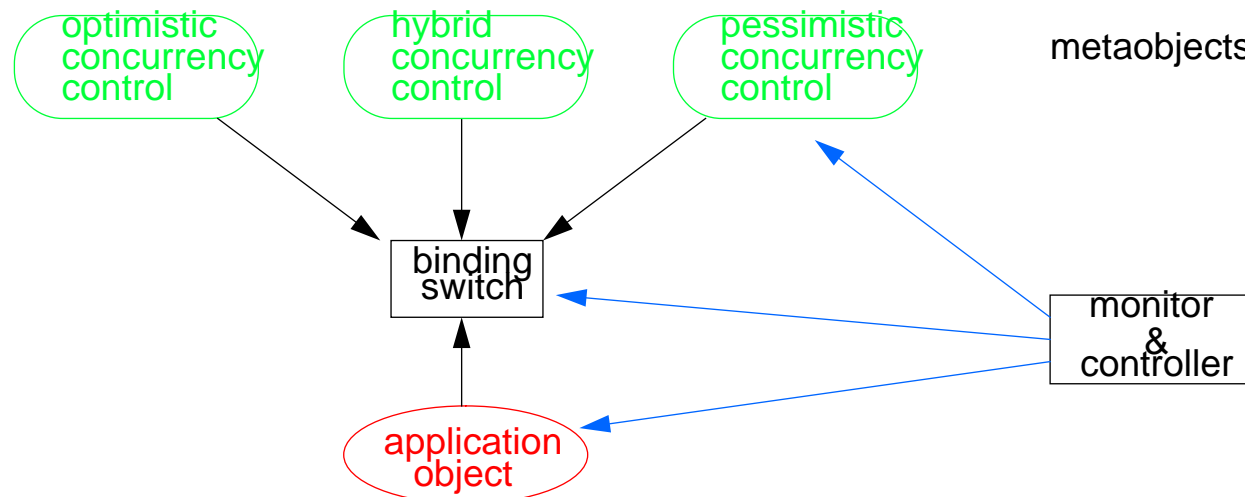 optimistic
concurrency
control
hybrid
concurrency
control
pessimistic
concurrency
control
metaobjects
binding
switch
monitor
&
controller
application
object